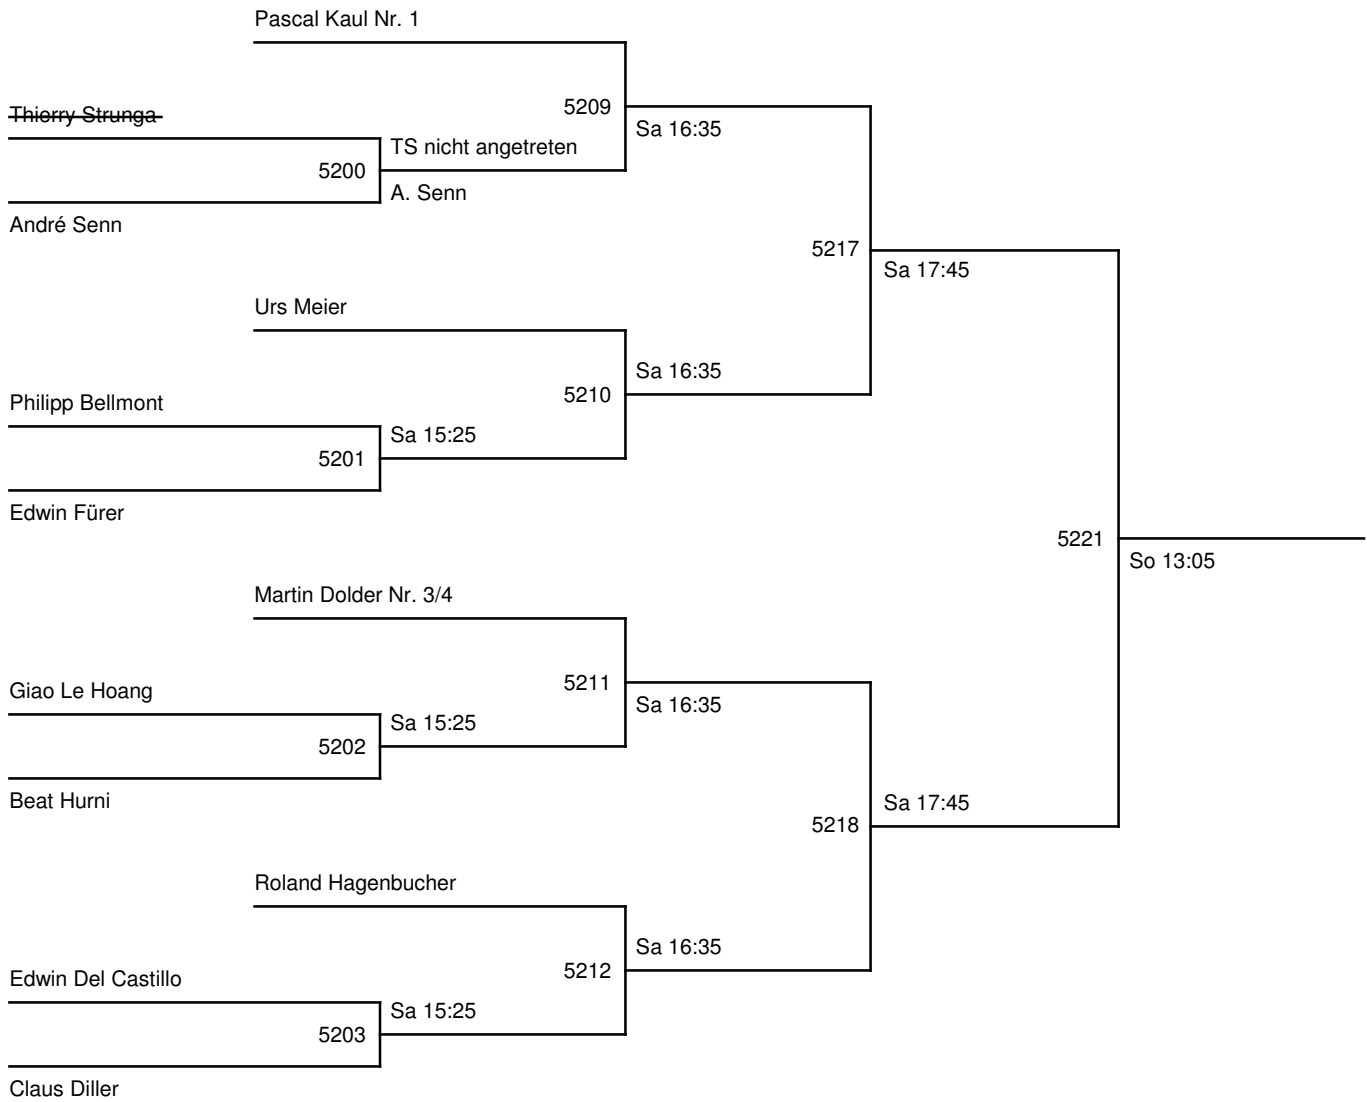 Pascal Kaul Nr. 1
5209
Sa 16:35
Thierry Strunga
TS nicht angetreten
5200
A. Senn
André Senn
5217
Sa 17:45
Urs Meier
Sa 16:35
5210
Philipp Bellmont
Sa 15:25
5201
Edwin Fürer
5221
So 13:05
Martin Dolder Nr. 3/4
5211
Sa 16:35
Giao Le Hoang
Sa 15:25
5202
Beat Hurni
Sa 17:45
5218
Roland Hagenbucher
Sa 16:35
5212
Edwin Del Castillo
Sa 15:25
5203
Claus Diller